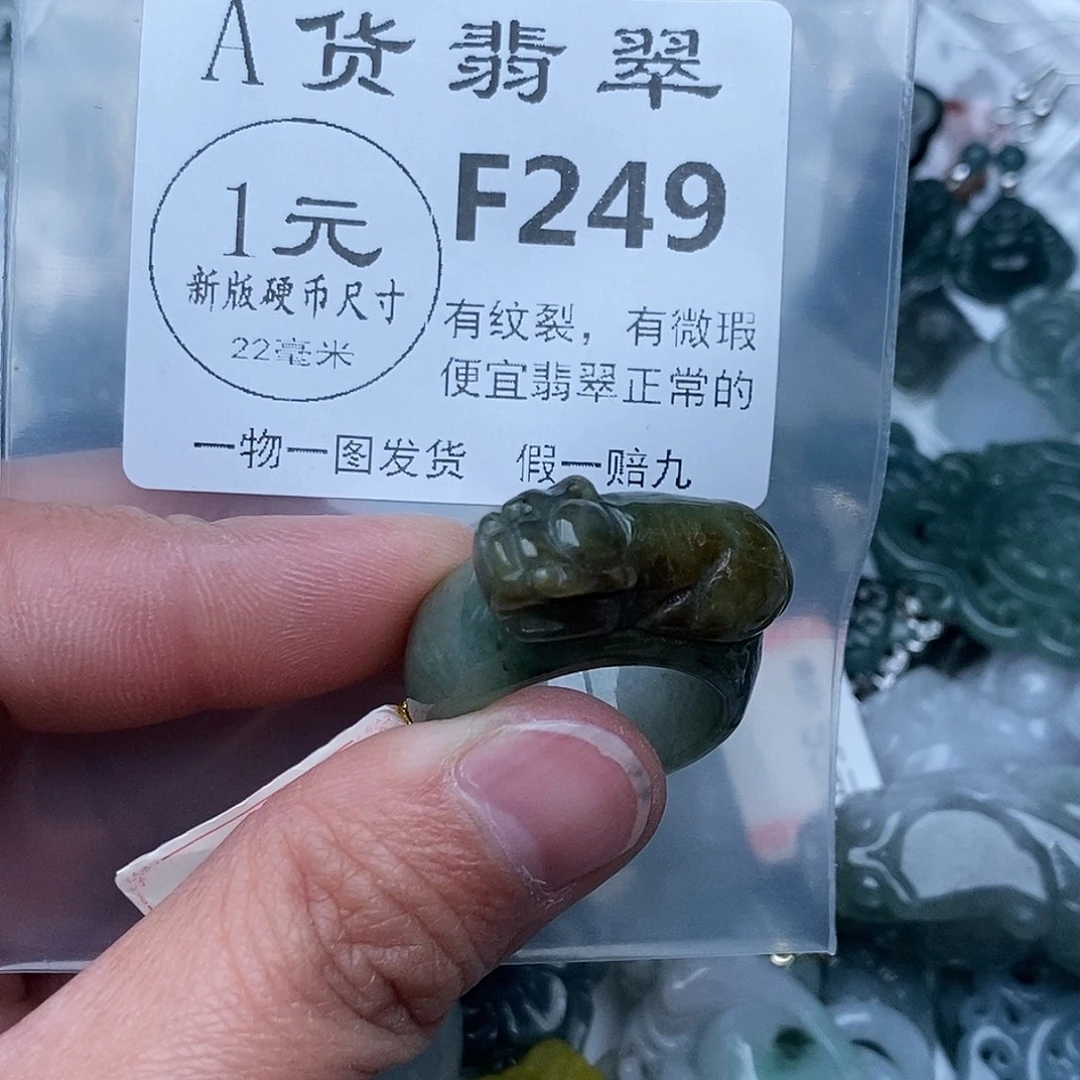 A货翡翠
1元
新版硬币尺寸
22毫米
F249
有纹裂，有微瑕
便宜翡翠正常的
一物一图发货 假一赔九